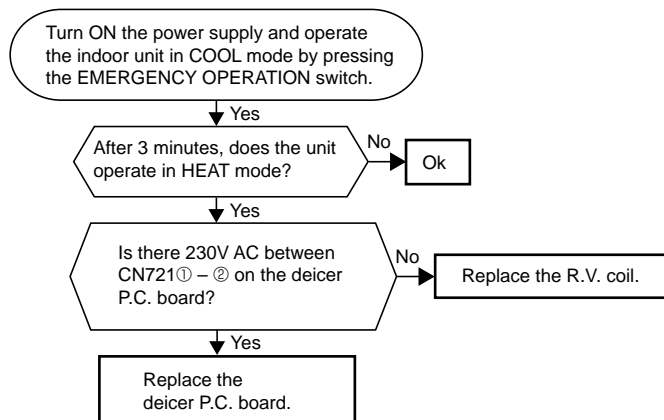 Turn ON the power supply and operate
the indoor unit in COOL mode by pressing
the EMERGENCY OPERATION switch.
Yes
After 3 minutes, does the unit
operate in HEAT mode?
No
Ok
Yes
Is there 230V AC between
CN721① – ② on the deicer
P.C. board?
No
Replace the R.V. coil.
Yes
Replace the
deicer P.C. board.